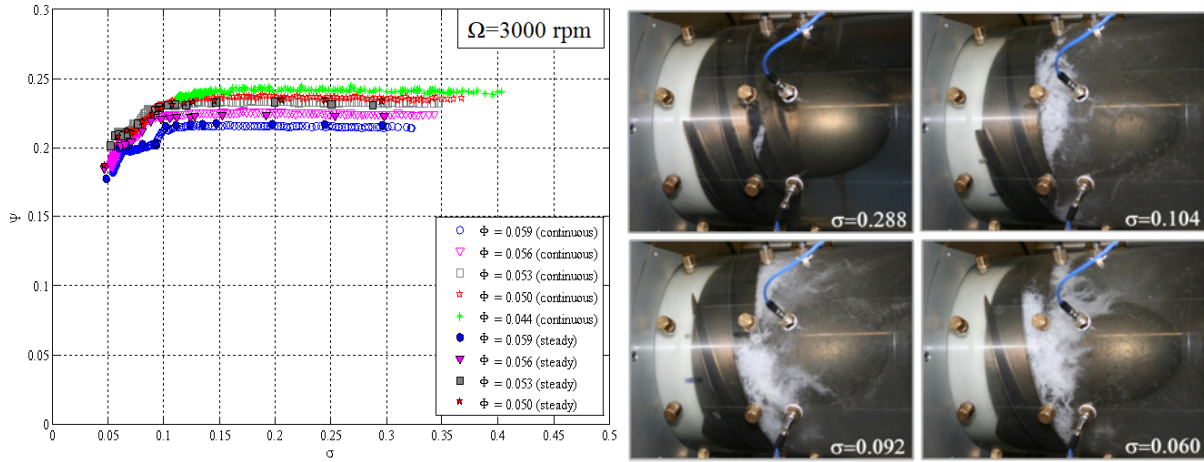 Ω=3000 rpm
0.3
0.25
0.2
0.15
0.1
0.05
0
Ψ
0 0.05 0.1 0.15 0.2 0.25 0.3 0.35 0.4 0.45 0.5
σ
Φ = 0.059 (continuous)
Φ = 0.056 (continuous)
Φ = 0.053 (continuous)
Φ = 0.050 (continuous)
Φ = 0.044 (continuous)
Φ = 0.059 (steady)
Φ = 0.056 (steady)
Φ = 0.053 (steady)
Φ = 0.050 (steady)
σ=0.288
σ=0.104
σ=0.092
σ=0.060